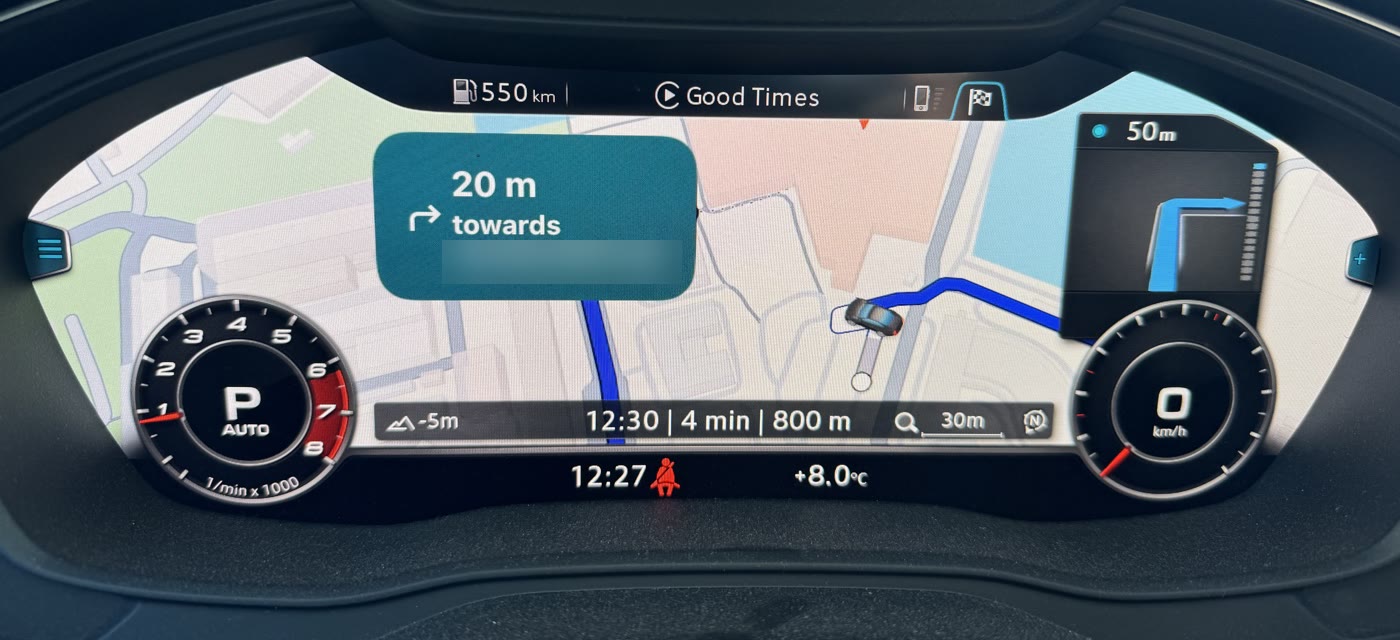 550 km
Good Times
50m
20 m
towards
1 2 3 4 5 6 7 8
P
AUTO
1/min x 1000
0
km/h
-5m
12:30 | 4 min | 800 m
30m
N
12:27
+8.0°C